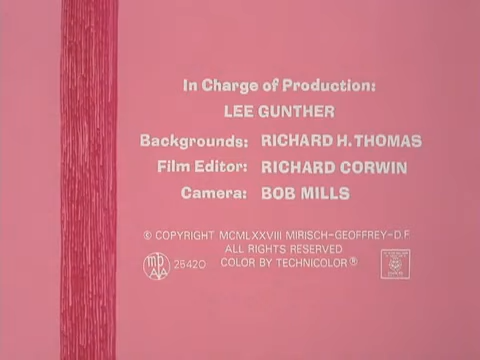 In Charge of Production:
LEE GUNTHER
Backgrounds: RICHARD H. THOMAS
Film Editor: RICHARD CORWIN
Camera: BOB MILLS
© COPYRIGHT MCMLXXVIII MIRISCH-GEOFFREY-D.F.
ALL RIGHTS RESERVED
25420 COLOR BY TECHNICOLOR®